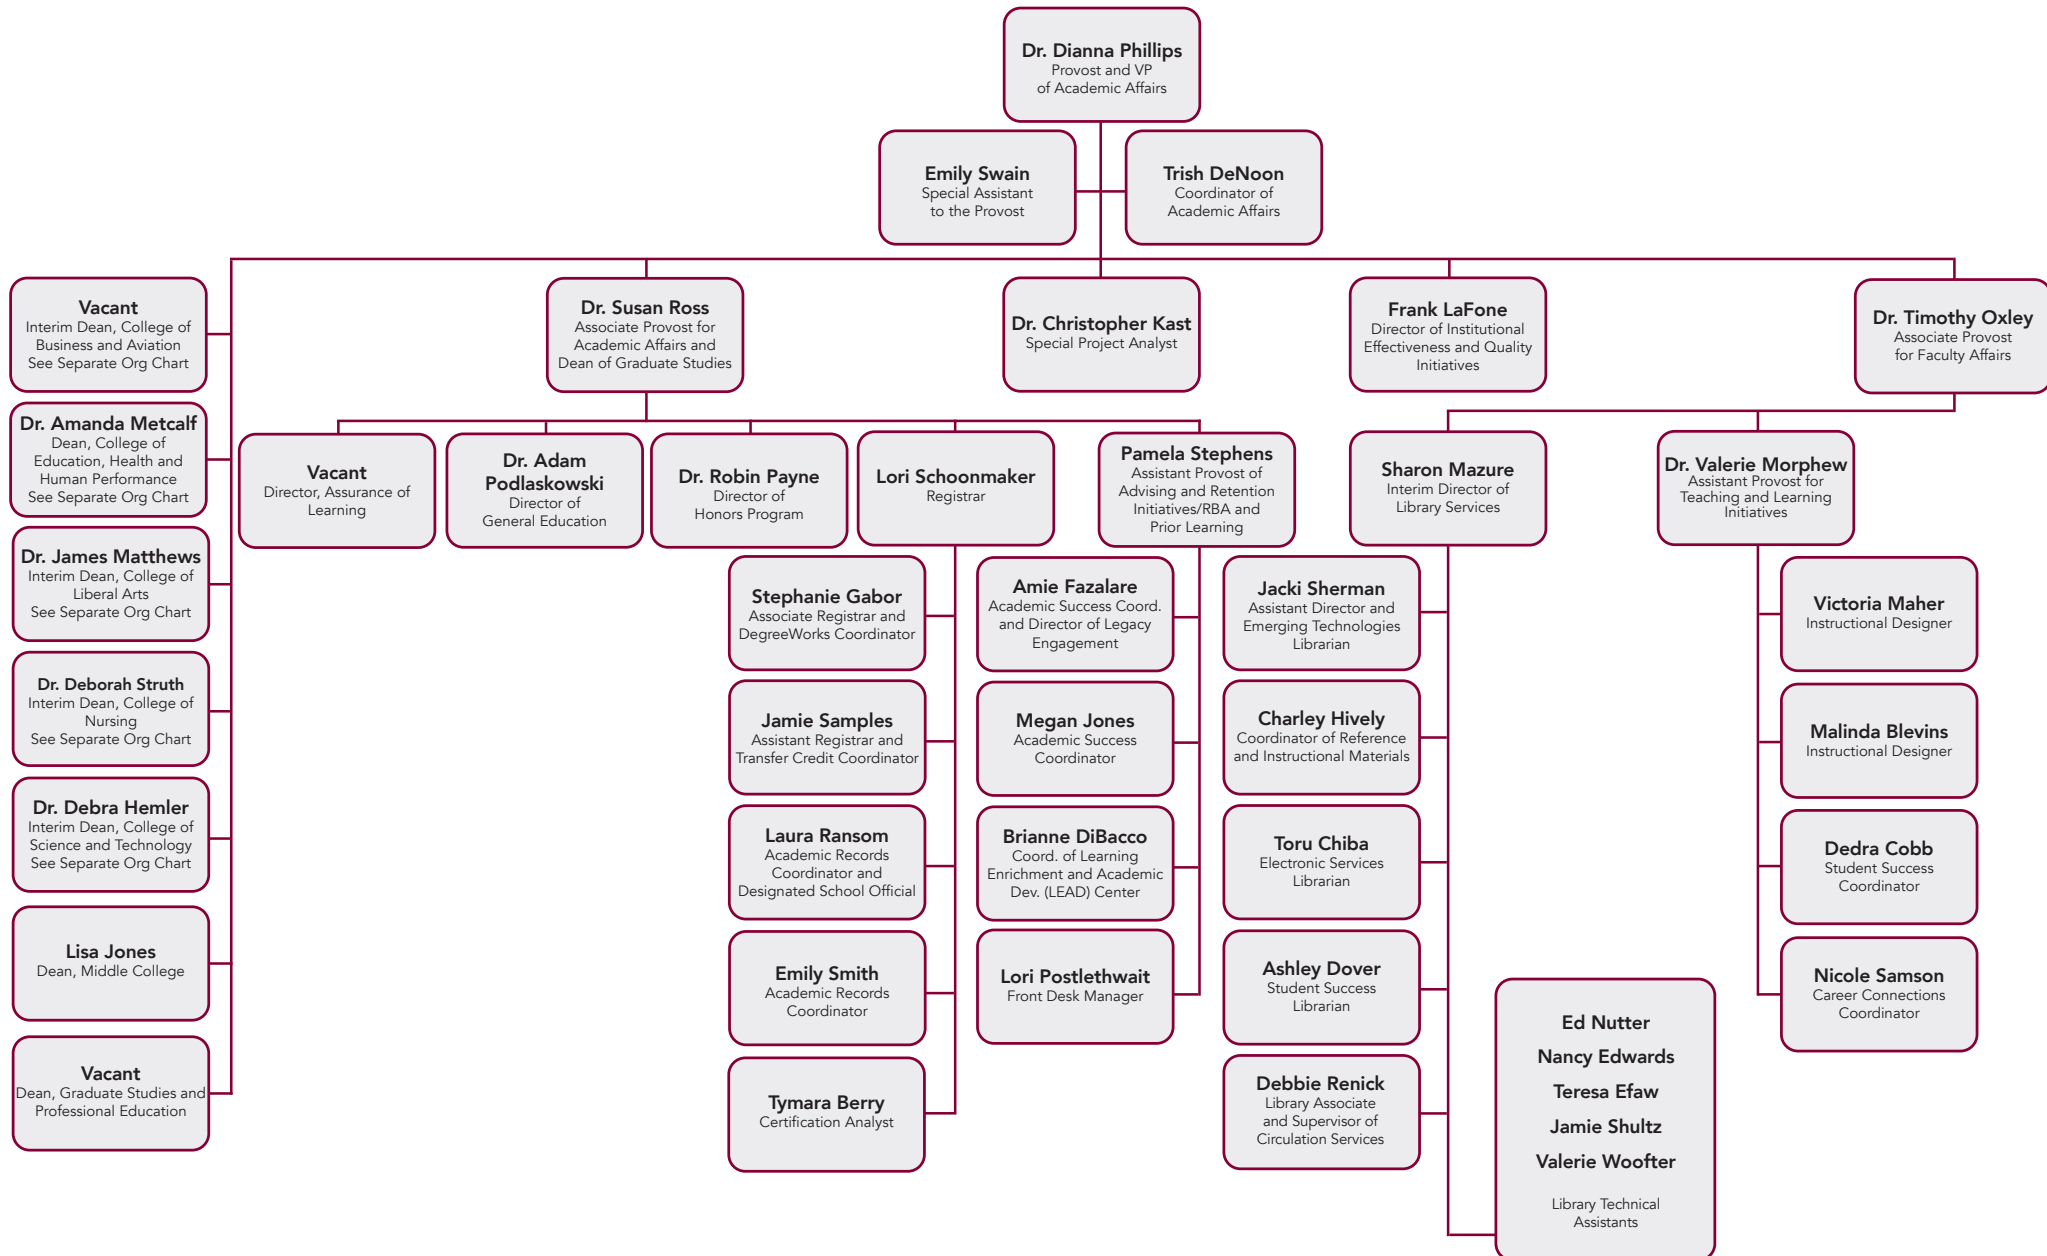 Dr. Dianna Phillips
Provost and VP
of Academic Affairs
Emily Swain
Special Assistant
to the Provost
Trish DeNoon
Coordinator of
Academic Affairs
Vacant
Interim Dean, College of
Business and Aviation
See Separate Org Chart
Dr. Amanda Metcalf
Dean, College of
Education, Health and
Human Performance
See Separate Org Chart
Dr. James Matthews
Interim Dean, College of
Liberal Arts
See Separate Org Chart
Dr. Deborah Struth
Interim Dean, College of
Nursing
See Separate Org Chart
Dr. Debra Hemler
Interim Dean, College of
Science and Technology
See Separate Org Chart
Lisa Jones
Dean, Middle College
Vacant
Dean, Graduate Studies and
Professional Education
Dr. Susan Ross
Associate Provost for
Academic Affairs and
Dean of Graduate Studies
Dr. Christopher Kast
Special Project Analyst
Frank LaFone
Director of Institutional
Effectiveness and Quality
Initiatives
Dr. Timothy Oxley
Associate Provost
for Faculty Affairs
Vacant
Director, Assurance of
Learning
Dr. Adam
Podlaskowski
Director of
General Education
Dr. Robin Payne
Director of
Honors Program
Lori Schoonmaker
Registrar
Pamela Stephens
Assistant Provost of
Advising and Retention
Initiatives/RBA and
Prior Learning
Sharon Mazure
Interim Director of
Library Services
Dr. Valerie Morphew
Assistant Provost for
Teaching and Learning
Initiatives
Stephanie Gabor
Associate Registrar and
DegreeWorks Coordinator
Jamie Samples
Assistant Registrar and
Transfer Credit Coordinator
Laura Ransom
Academic Records
Coordinator and
Designated School Official
Emily Smith
Academic Records
Coordinator
Tymara Berry
Certification Analyst
Amie Fazalare
Academic Success Coord.
and Director of Legacy
Engagement
Megan Jones
Academic Success
Coordinator
Brianne DiBacco
Coord. of Learning
Enrichment and Academic
Dev. (LEAD) Center
Lori Postlethwait
Front Desk Manager
Jacki Sherman
Assistant Director and
Emerging Technologies
Librarian
Charley Hively
Coordinator of Reference
and Instructional Materials
Toru Chiba
Electronic Services
Librarian
Ashley Dover
Student Success
Librarian
Debbie Renick
Library Associate
and Supervisor of
Circulation Services
Ed Nutter
Nancy Edwards
Teresa Efaw
Jamie Shultz
Valerie Woofter
Library Technical
Assistants
Victoria Maher
Instructional Designer
Malinda Blevins
Instructional Designer
Dedra Cobb
Student Success
Coordinator
Nicole Samson
Career Connections
Coordinator